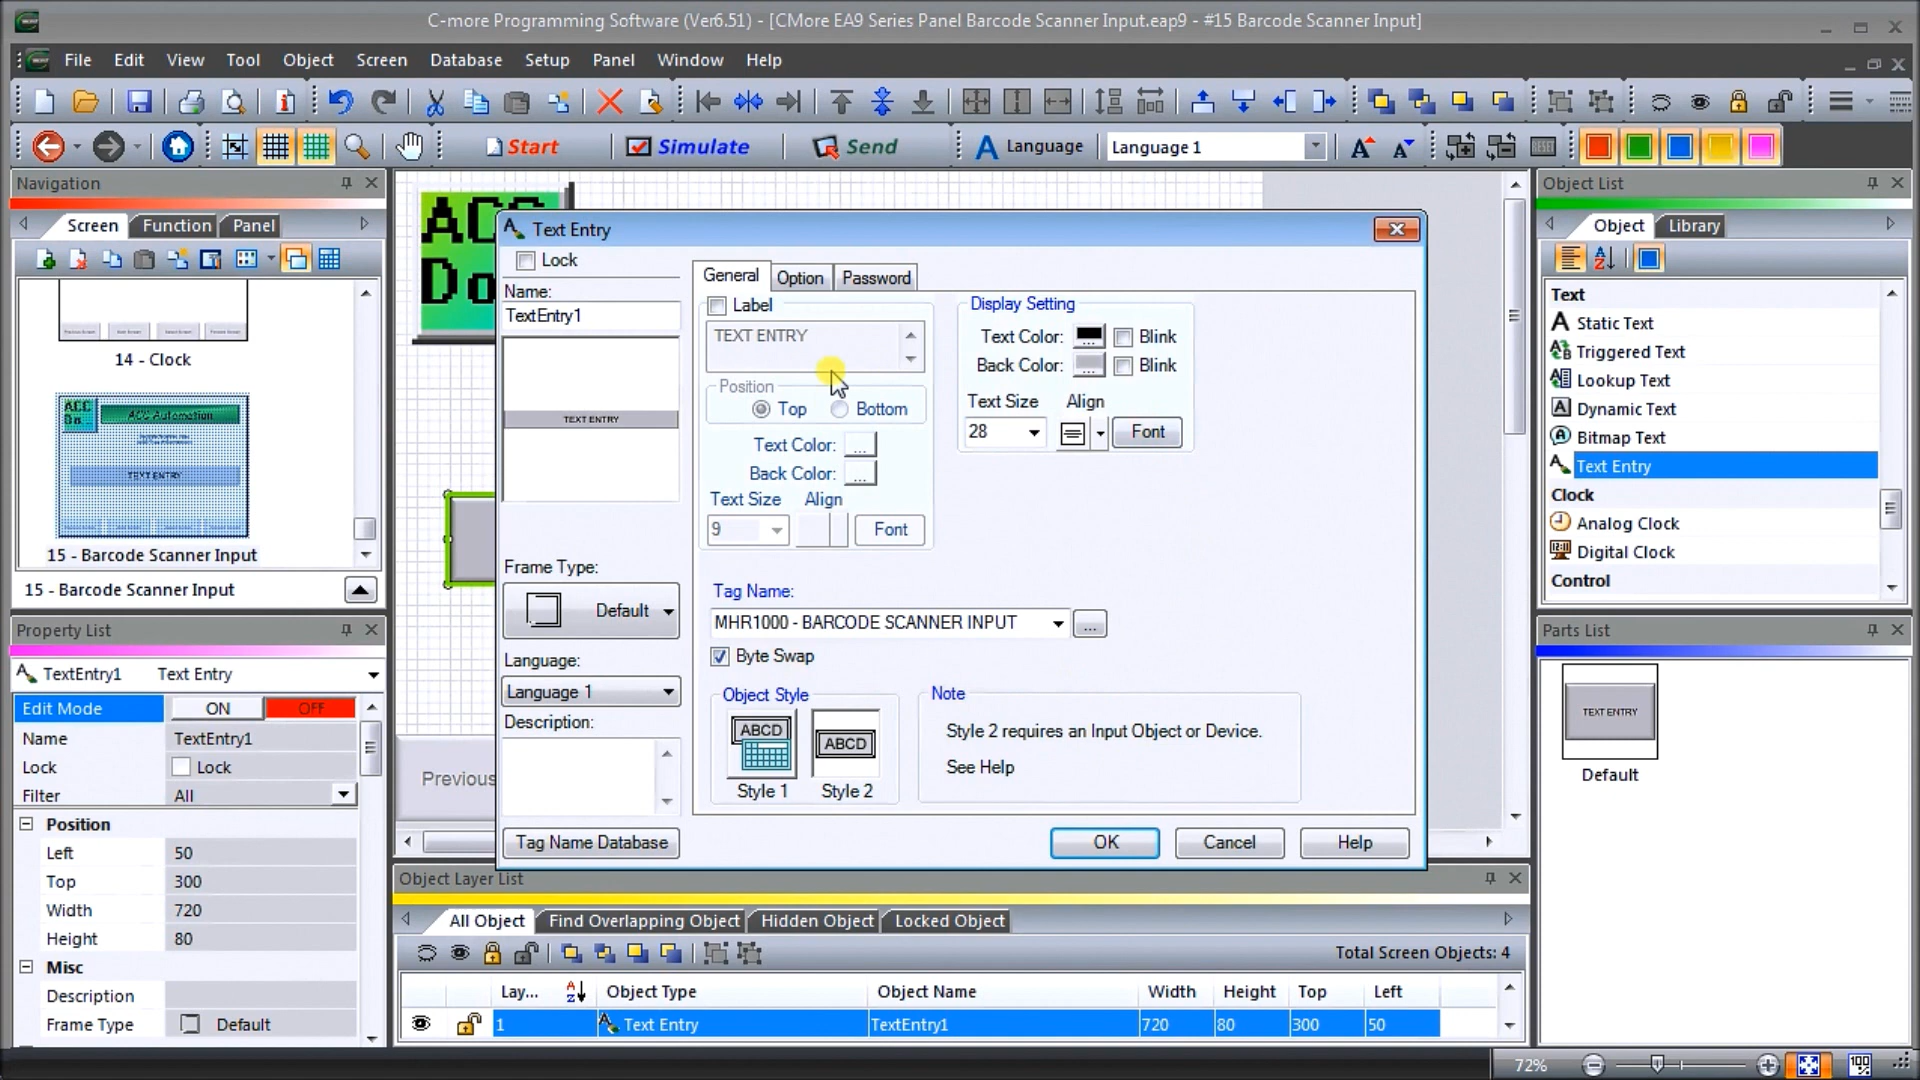 C-more Programming Software (Ver6.51) - [CMore EA9 Series Panel Barcode Scanner Input.eap9 - #15 Barcode Scanner Input]
File Edit View Tool Object Screen Database Setup Panel Window Help
Start Simulate Send Language Language 1
Navigation
Screen Function Panel
14 - Clock
ACC Automation
TEXT ENTRY
15 - Barcode Scanner Input
15 - Barcode Scanner Input
Property List
TextEntry1 Text Entry
Edit Mode ON OFF
Name TextEntry1
Lock Lock
Filter All
Position
Left 50
Top 300
Width 720
Height 80
Misc
Description
Frame Type Default
ACC
Do
Previous
Text Entry
Lock
Name:
TextEntry1
TEXT ENTRY
Frame Type:
Default
Language:
Language 1
Description:
Tag Name Database
General Option Password
Label
TEXT ENTRY
Position
Top Bottom
Text Color: ...
Back Color: ...
Text Size Align
9 Font
Display Setting
Text Color: ... Blink
Back Color: ... Blink
Text Size Align
28 Font
Tag Name:
MHR1000 - BARCODE SCANNER INPUT ...
Byte Swap
Object Style
ABCD ABCD
Style 1 Style 2
Note
Style 2 requires an Input Object or Device.
See Help
OK Cancel Help
Object Layer List
All Object Find Overlapping Object Hidden Object Locked Object
Total Screen Objects: 4
Lay... Object Type Object Name Width Height Top Left
1 Text Entry TextEntry1 720 80 300 50
Object List
Object Library
Text
Static Text
Triggered Text
Lookup Text
Dynamic Text
Bitmap Text
Text Entry
Clock
Analog Clock
Digital Clock
Control
Parts List
TEXT ENTRY
Default
72%